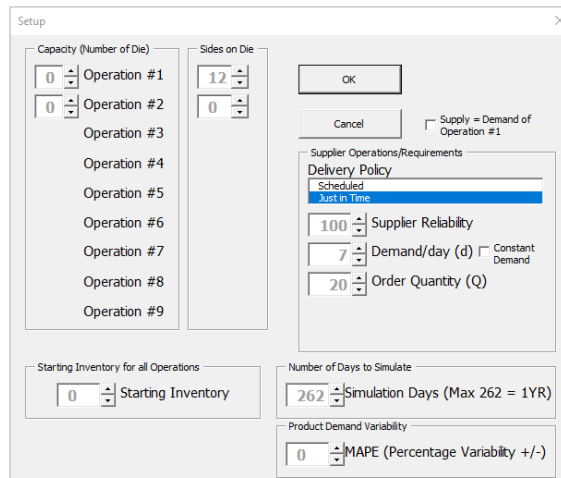 Setup
Capacity (Number of Die)
0 Operation #1
0 Operation #2
Operation #3
Operation #4
Operation #5
Operation #6
Operation #7
Operation #8
Operation #9
Sides on Die
12
0
OK
Cancel
Supply = Demand of
Operation #1
Supplier Operations/Requirements
Delivery Policy
Scheduled
Just in Time
100 Supplier Reliability
7 Demand/day (d) Constant
Demand
20 Order Quantity (Q)
Starting Inventory for all Operations
0 Starting Inventory
Number of Days to Simulate
262 Simulation Days (Max 262 = 1YR)
Product Demand Variability
0 MAPE (Percentage Variability +/-)